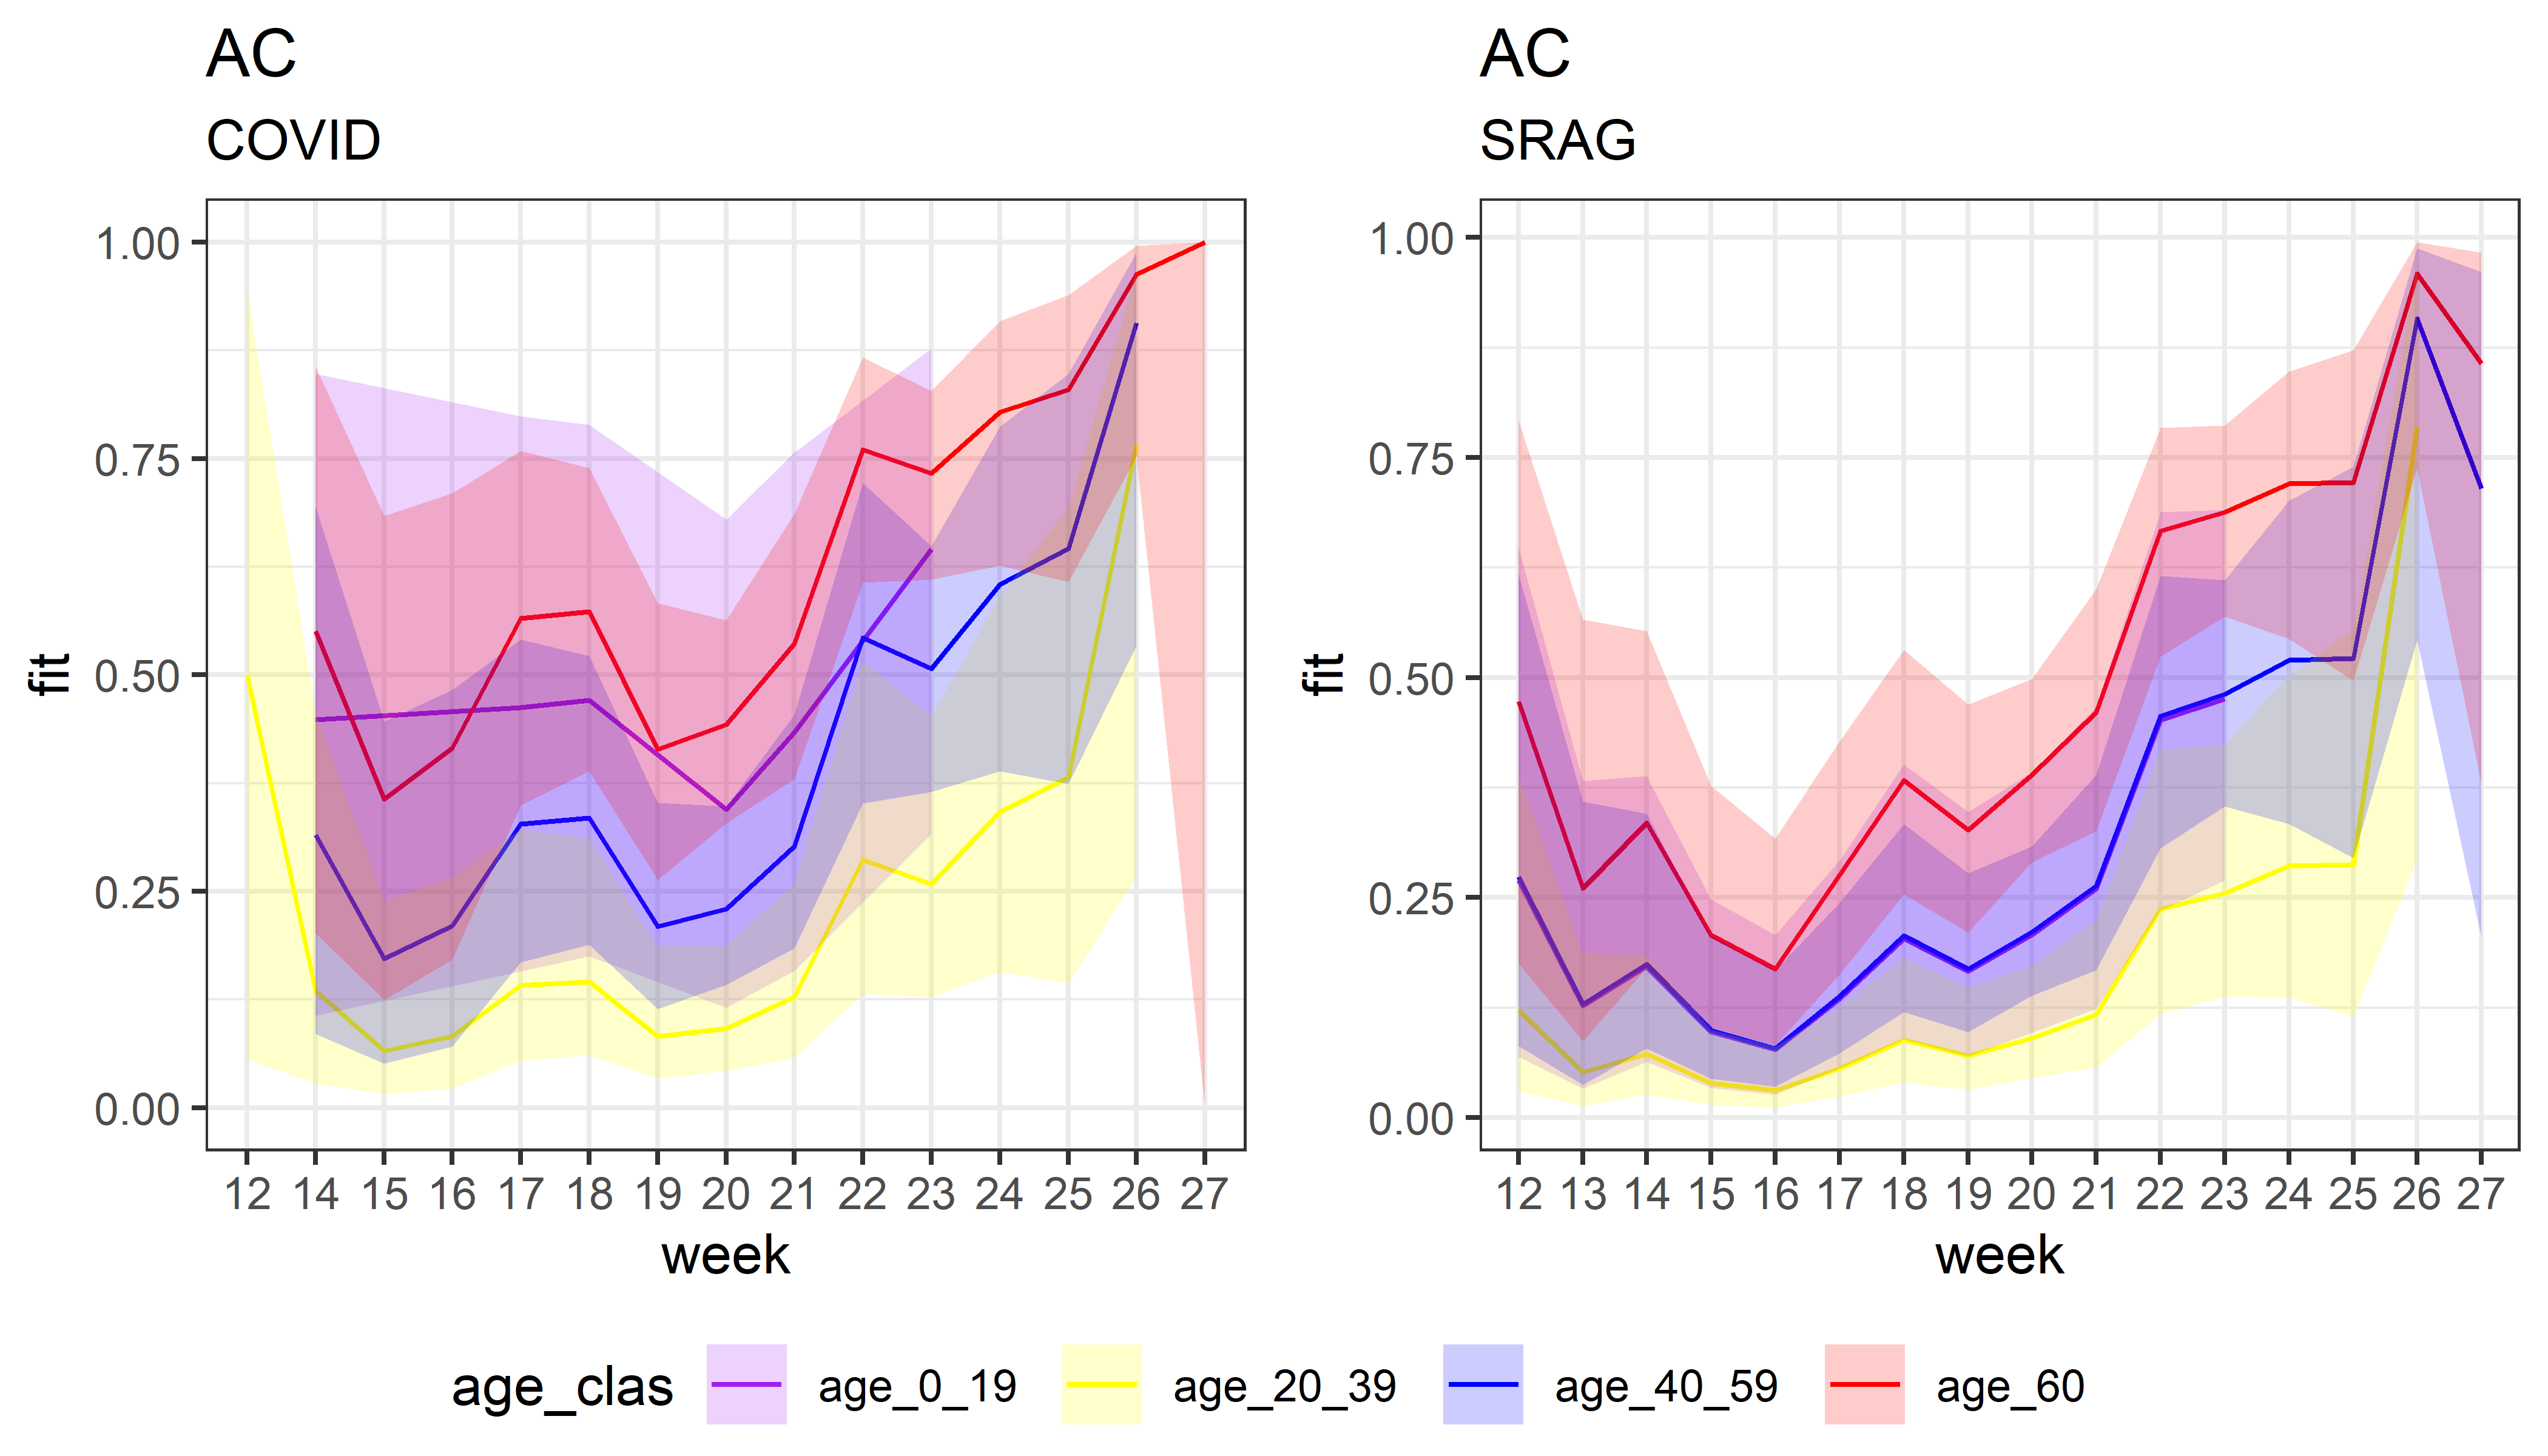 AC
COVID
fit
1.00
0.75
0.50
0.25
0.00
12 14 15 16 17 18 19 20 21 22 23 24 25 26 27
week
AC
SRAG
fit
1.00
0.75
0.50
0.25
0.00
12 13 14 15 16 17 18 19 20 21 22 23 24 25 26 27
week
age_clas age_0_19 age_20_39 age_40_59 age_60